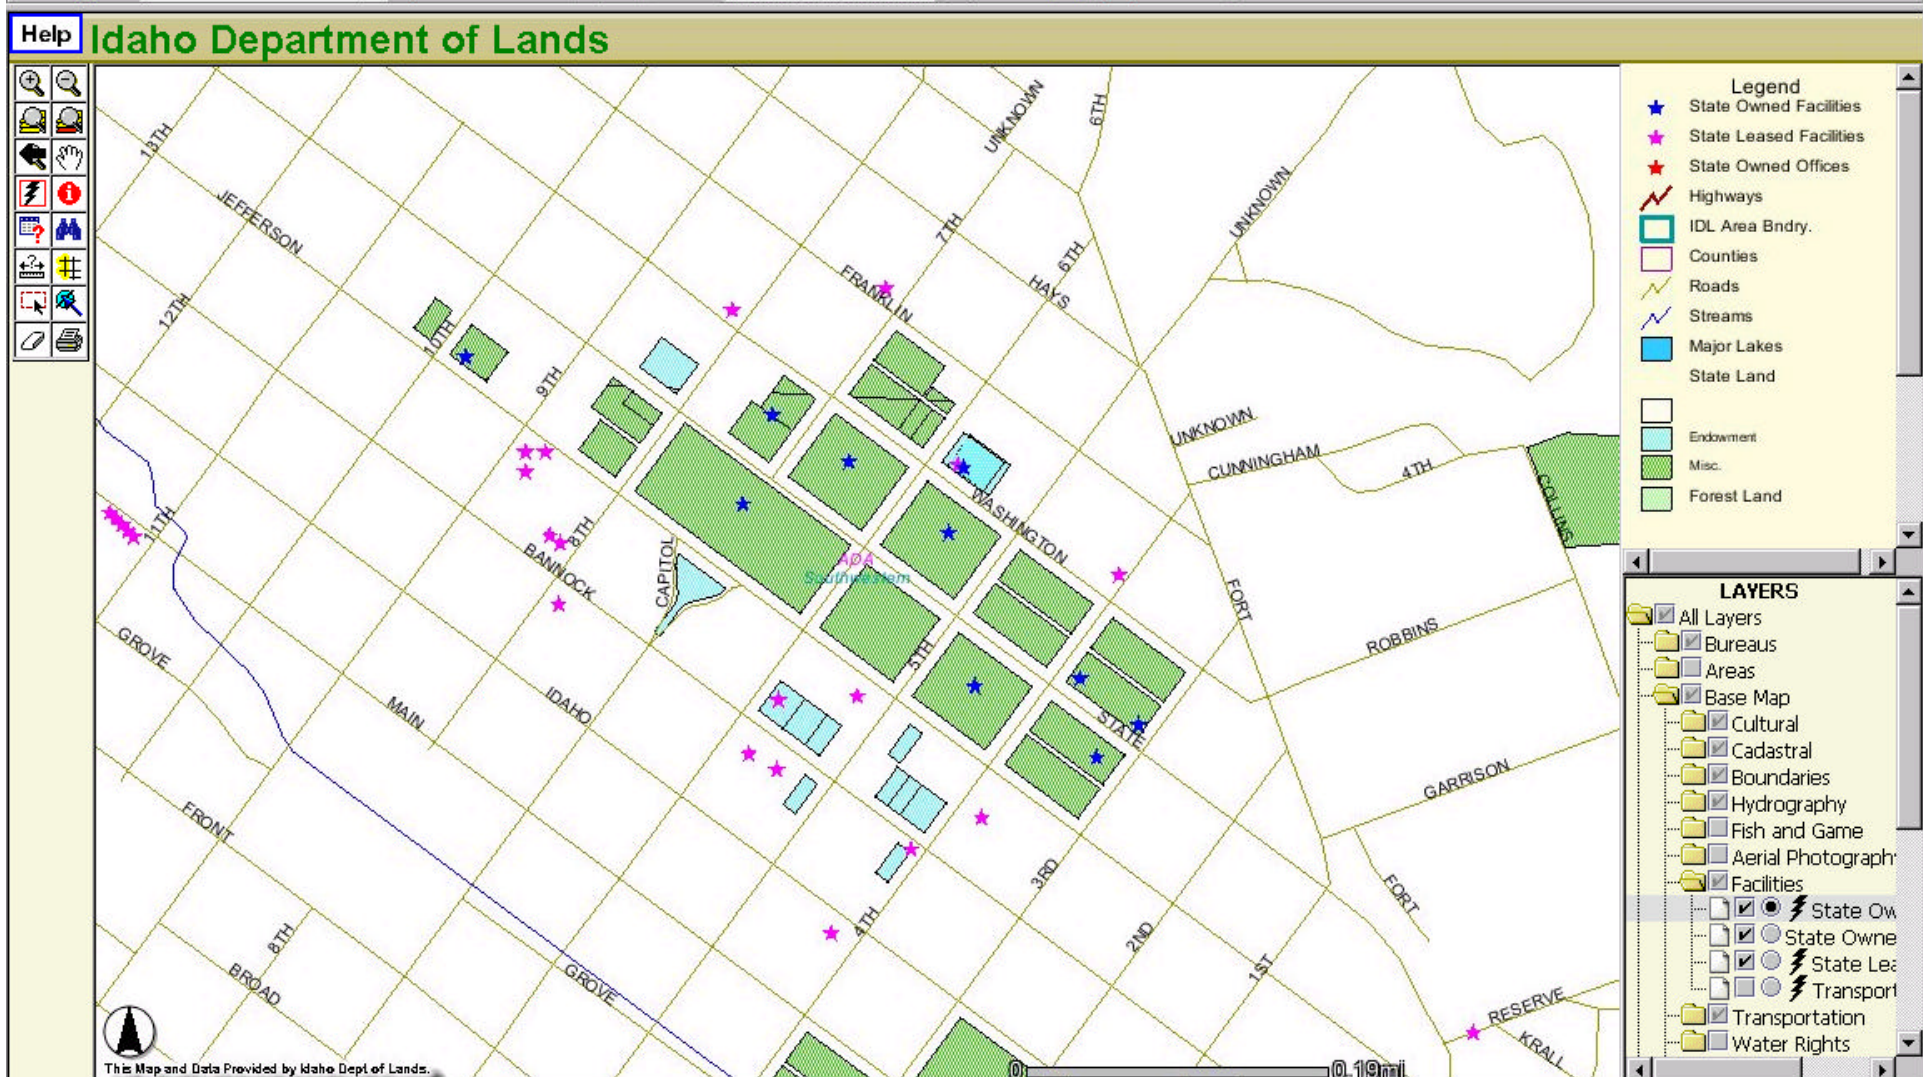 Help
Idaho Department of Lands
13TH
JEFFERSON
12TH
UNKNOWN
6TH
UNKNOWN
7TH
6TH
HAYS
FRANKLIN
10TH
9TH
UNKNOWN
CUNNINGHAM
4TH
COLLINS
WASHINGTON
11TH
8TH
BANNOCK
CAPITOL
ADA
Southwestern
FORT
ROBBINS
5TH
GROVE
MAIN
IDAHO
STATE
GARRISON
FRONT
3RD
FORT
4TH
2ND
1ST
8TH
BROAD
GROVE
RESERVE
KRALL
This Map and Data Provided by Idaho Dept of Lands.
0
0.19mi
Legend
State Owned Facilities
State Leased Facilities
State Owned Offices
Highways
IDL Area Bndry.
Counties
Roads
Streams
Major Lakes
State Land
Endowment
Misc.
Forest Land
LAYERS
All Layers
Bureaus
Areas
Base Map
Cultural
Cadastral
Boundaries
Hydrography
Fish and Game
Aerial Photograph
Facilities
State Ow
State Owne
State Lea
Transport
Transportation
Water Rights